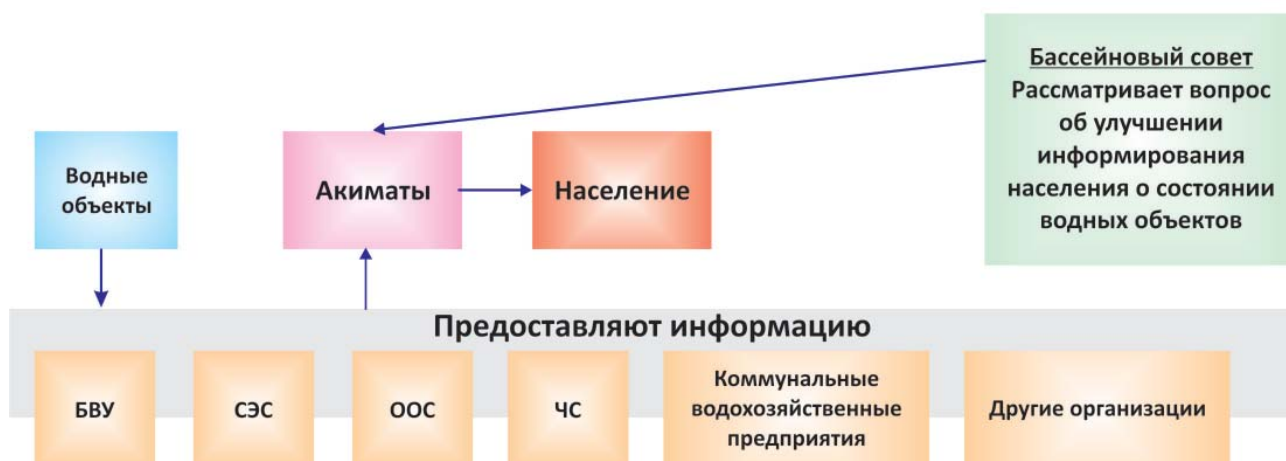 Бассейновый совет
Рассматривает вопрос
об улучшении
информирования
населения о состоянии
водных объектов
Водные
объекты
Акиматы
Население
Предоставляют информацию
БВУ
СЭС
ООС
ЧС
Коммунальные
водохозяйственные
предприятия
Другие организации